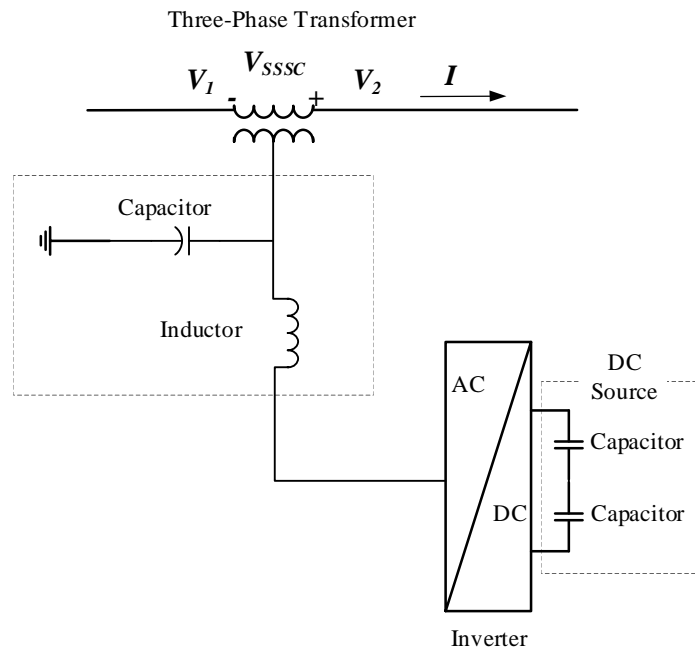 Three-Phase Transformer
V1 VSSSC V2 I
- +
Capacitor
Inductor
AC
DC
DC
Source
Capacitor
Capacitor
Inverter